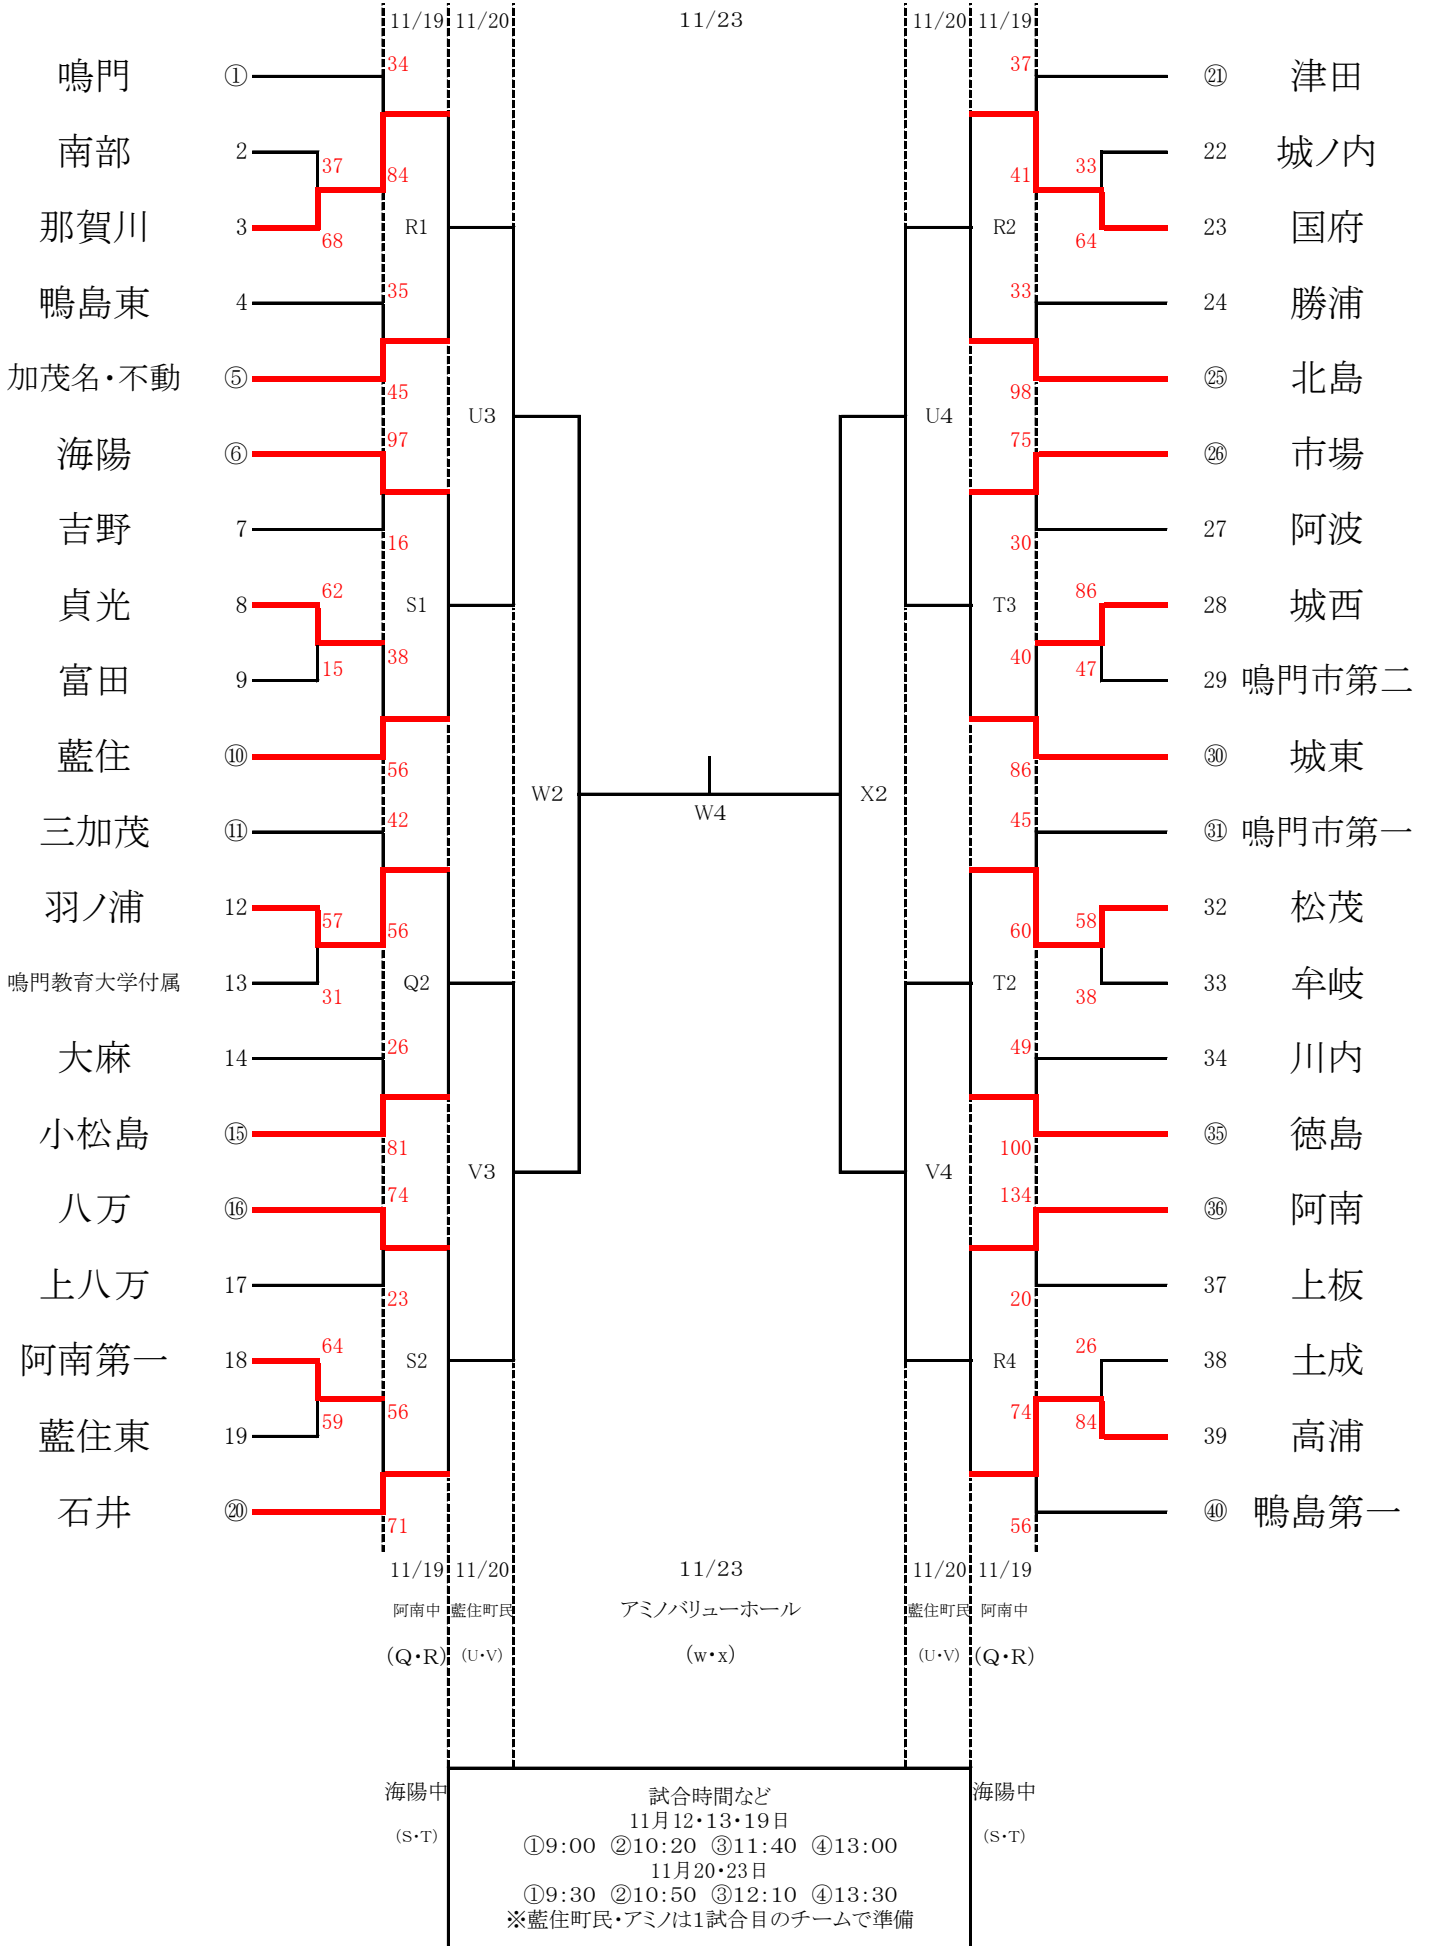 11/19 11/20 11/23 11/20 11/19
34 37
鳴門 ① ㉑ 津田
南部 2 37 33 22 城ノ内
84 41
那賀川 3 R1 R2 23 国府
68 64
35 33
鴨島東 4 24 勝浦
加茂名・不動 ⑤ ㉕ 北島
45 98
U3 U4
97 75
海陽 ⑥ ㉖ 市場
吉野 7 27 阿波
16 30
62 86
貞光 8 S1 T3 28 城西
38 40
富田 9 15 47 29 鳴門市第二
藍住 ⑩ ㉚ 城東
56 86
W2 W4 X2
42 45
三加茂 ⑪ ㉛ 鳴門市第一
羽ノ浦 12 57 58 32 松茂
56 60
鳴門教育大学付属 13 Q2 T2 33 牟岐
31 38
26 49
大麻 14 34 川内
小松島 ⑮ ㉟ 徳島
81 100
V3 V4
74 134
八万 ⑯ ㊱ 阿南
上八万 17 37 上板
23 20
64 26
阿南第一 18 S2 R4 38 土成
56 74
藍住東 19 59 84 39 高浦
石井 ⑳ ㊵ 鴨島第一
71 56
11/19 11/20 11/23 11/20 11/19
阿南中 藍住町民 アミノバリューホール 藍住町民 阿南中
(Q・R) (U・V) (w・x) (U・V) (Q・R)
海陽中 海陽中
(S・T) (S・T)
試合時間など
11月12・13・19日
①9:00 ②10:20 ③11:40 ④13:00
11月20・23日
①9:30 ②10:50 ③12:10 ④13:30
※藍住町民・アミノは1試合目のチームで準備